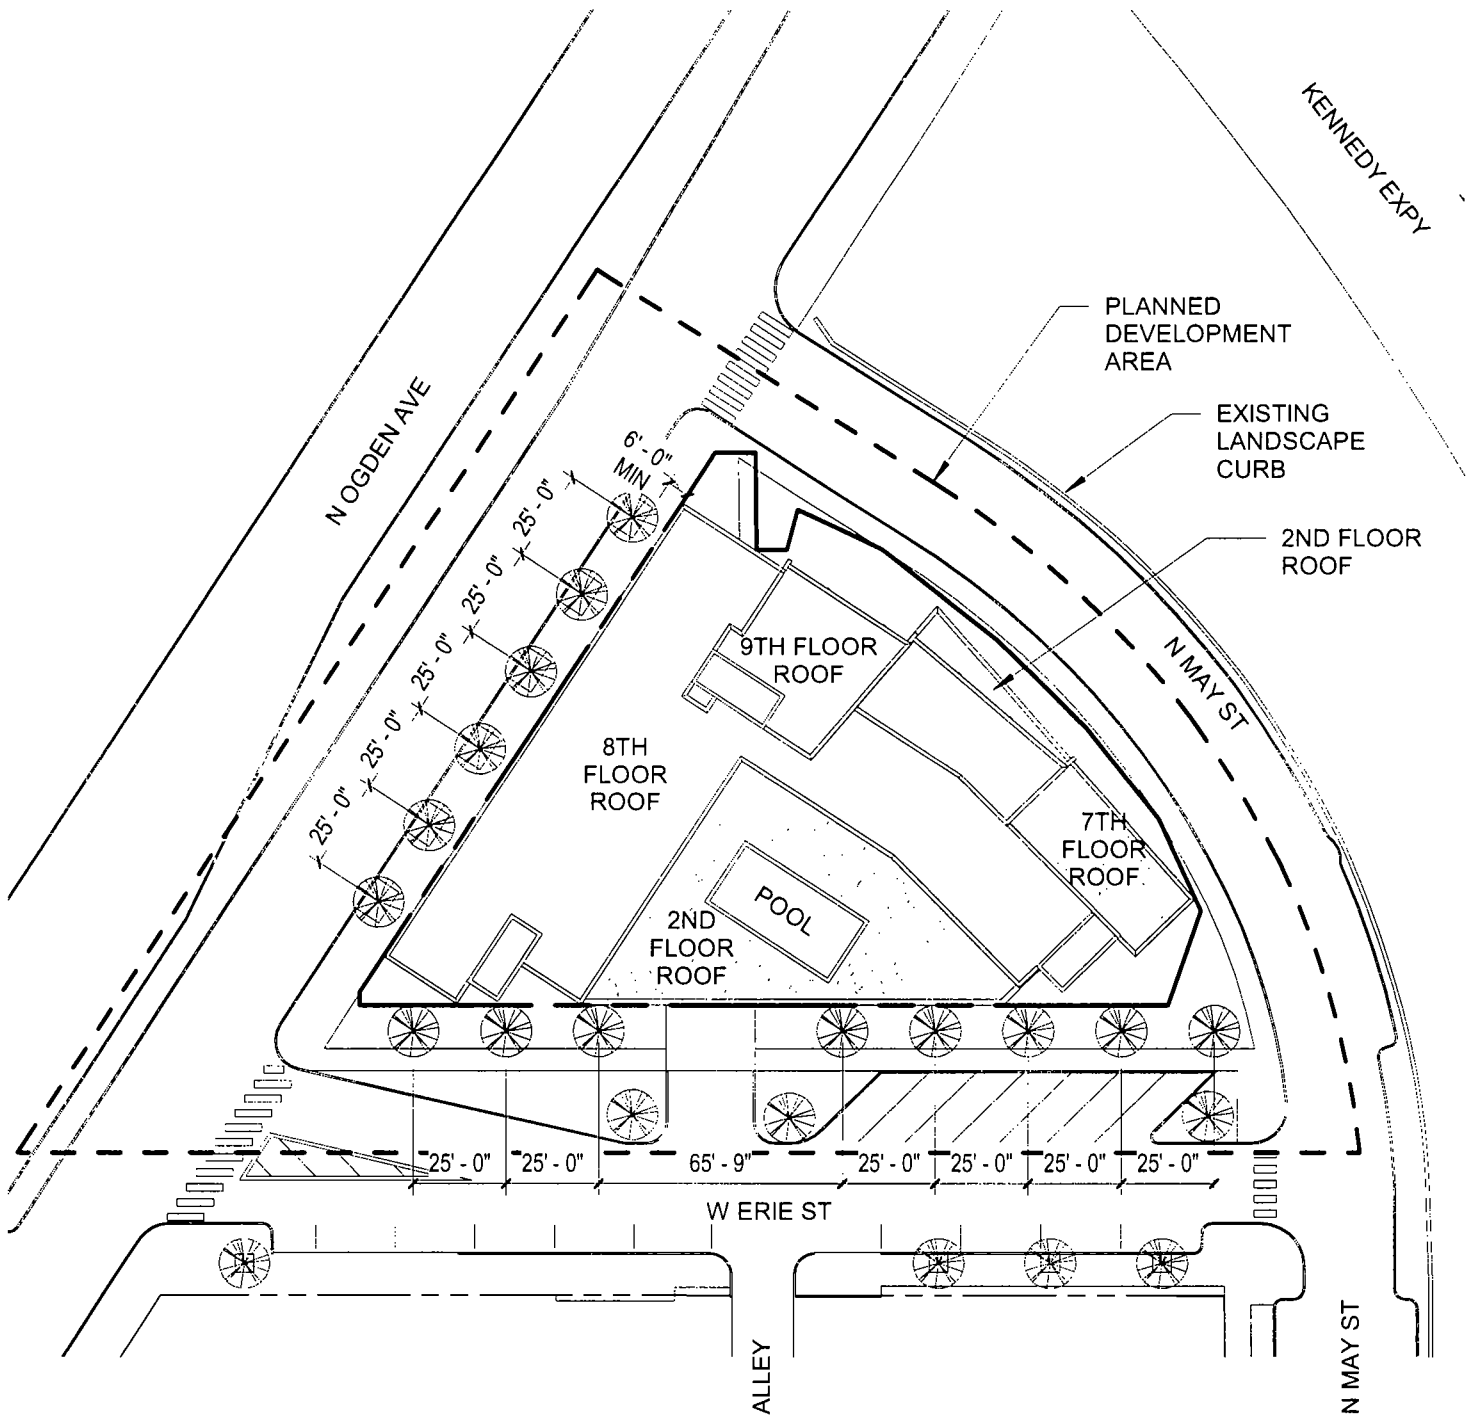 KENNEDY EXPY
PLANNED
DEVELOPMENT
AREA
EXISTING
LANDSCAPE
CURB
N OGDEN AVE
6' - 0"
MIN
25' - 0"
25' - 0"
25' - 0"
25' - 0"
25' - 0"
2ND FLOOR
ROOF
N MAY ST
9TH FLOOR
ROOF
8TH
FLOOR
ROOF
7TH
FLOOR
ROOF
POOL
2ND
FLOOR
ROOF
25' - 0"
25' - 0"
65' - 9"
25' - 0"
25' - 0"
25' - 0"
25' - 0"
W ERIE ST
ALLEY
N MAY ST